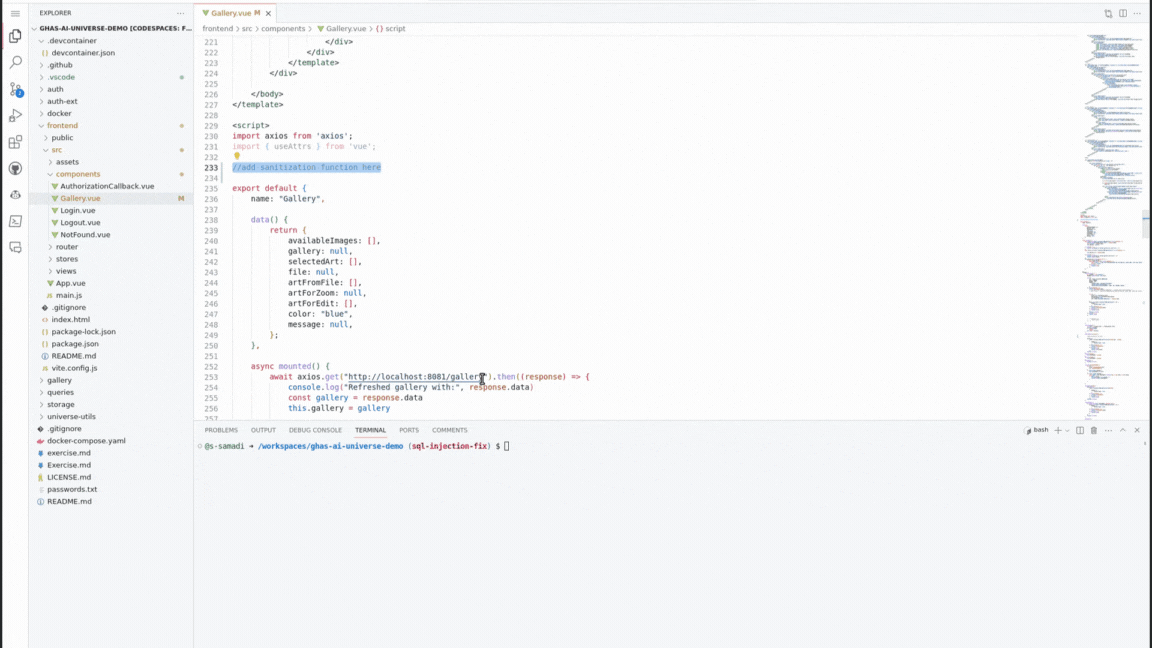 EXPLORER
GHAS-AI-UNIVERSE-DEMO [CODESPACES: F...
.devcontainer
devcontainer.json
.github
.vscode
auth
auth-ext
docker
frontend
public
src
assets
components
AuthorizationCallback.vue
Gallery.vue M
Login.vue
Logout.vue
NotFound.vue
router
stores
views
App.vue
main.js
.gitignore
index.html
package-lock.json
package.json
README.md
vite.config.js
gallery
queries
storage
universe-utils
.gitignore
docker-compose.yaml
exercise.md
Exercise.md
LICENSE.md
passwords.txt
README.md
Gallery.vue M
frontend > src > components > Gallery.vue > {} script
221 </div>
222 </div>
223 </template>
224 </div>
225
226 </body>
227 </template>
228
229 <script>
230 import axios from 'axios';
231 import { useAttrs } from 'vue';
232
233 //add sanitization function here
234
235 export default {
236 name: "Gallery",
237
238 data() {
239 return {
240 availableImages: [],
241 gallery: null,
242 selectedArt: [],
243 file: null,
244 artFromFile: [],
245 artForZoom: null,
246 artForEdit: [],
247 color: "blue",
248 message: null,
249 };
250 },
251
252 async mounted() {
253 await axios.get("http://localhost:8081/gallery").then((response) => {
254 console.log("Refreshed gallery with:", response.data)
255 const gallery = response.data
256 this.gallery = gallery
257
PROBLEMS OUTPUT DEBUG CONSOLE TERMINAL PORTS COMMENTS
bash
@s-samadi → /workspaces/ghas-ai-universe-demo (sql-injection-fix) $